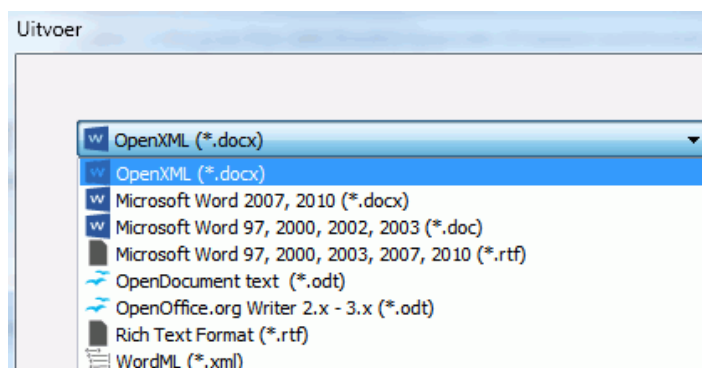 Uitvoer
OpenXML (*.docx)
OpenXML (*.docx)
Microsoft Word 2007, 2010 (*.docx)
Microsoft Word 97, 2000, 2002, 2003 (*.doc)
Microsoft Word 97, 2000, 2003, 2007, 2010 (*.rtf)
OpenDocument text (*.odt)
OpenOffice.org Writer 2.x - 3.x (*.odt)
Rich Text Format (*.rtf)
WordML (*.xml)